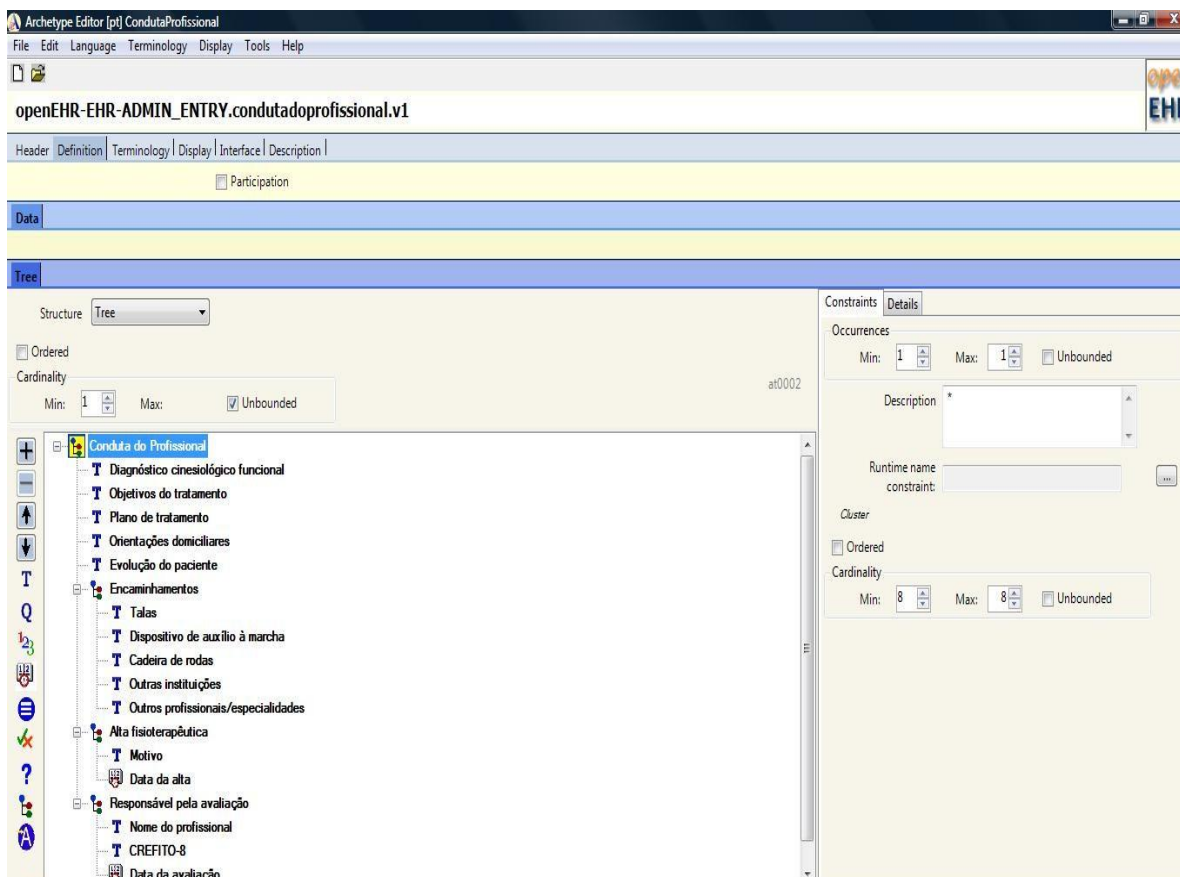 Archetype Editor [pt] CondutaProfissional
File Edit Language Terminology Display Tools Help
openEHR-EHR-ADMIN_ENTRY.condutadoprofissional.v1
Header Definition Terminology Display Interface Description
Participation
Data
Tree
Structure Tree
Ordered
Cardinality
Min: 1 Max: Unbounded
at0002
Conduta do Profissional
T Diagnóstico cinesiológico funcional
T Objetivos do tratamento
T Plano de tratamento
T Orientações domiciliares
T Evolução do paciente
Encaminhamentos
T Talas
T Dispositivo de auxílio à marcha
T Cadeira de rodas
T Outras instituições
T Outros profissionais/especialidades
Alta fisioterapêutica
T Motivo
Data da alta
Responsável pela avaliação
T Nome do profissional
T CREFITO-8
Data da avaliação
T
Q
123
?
A
Constraints Details
Occurrences
Min: 1 Max: 1 Unbounded
Description *
Runtime name
constraint: ...
Cluster
Ordered
Cardinality
Min: 8 Max: 8 Unbounded